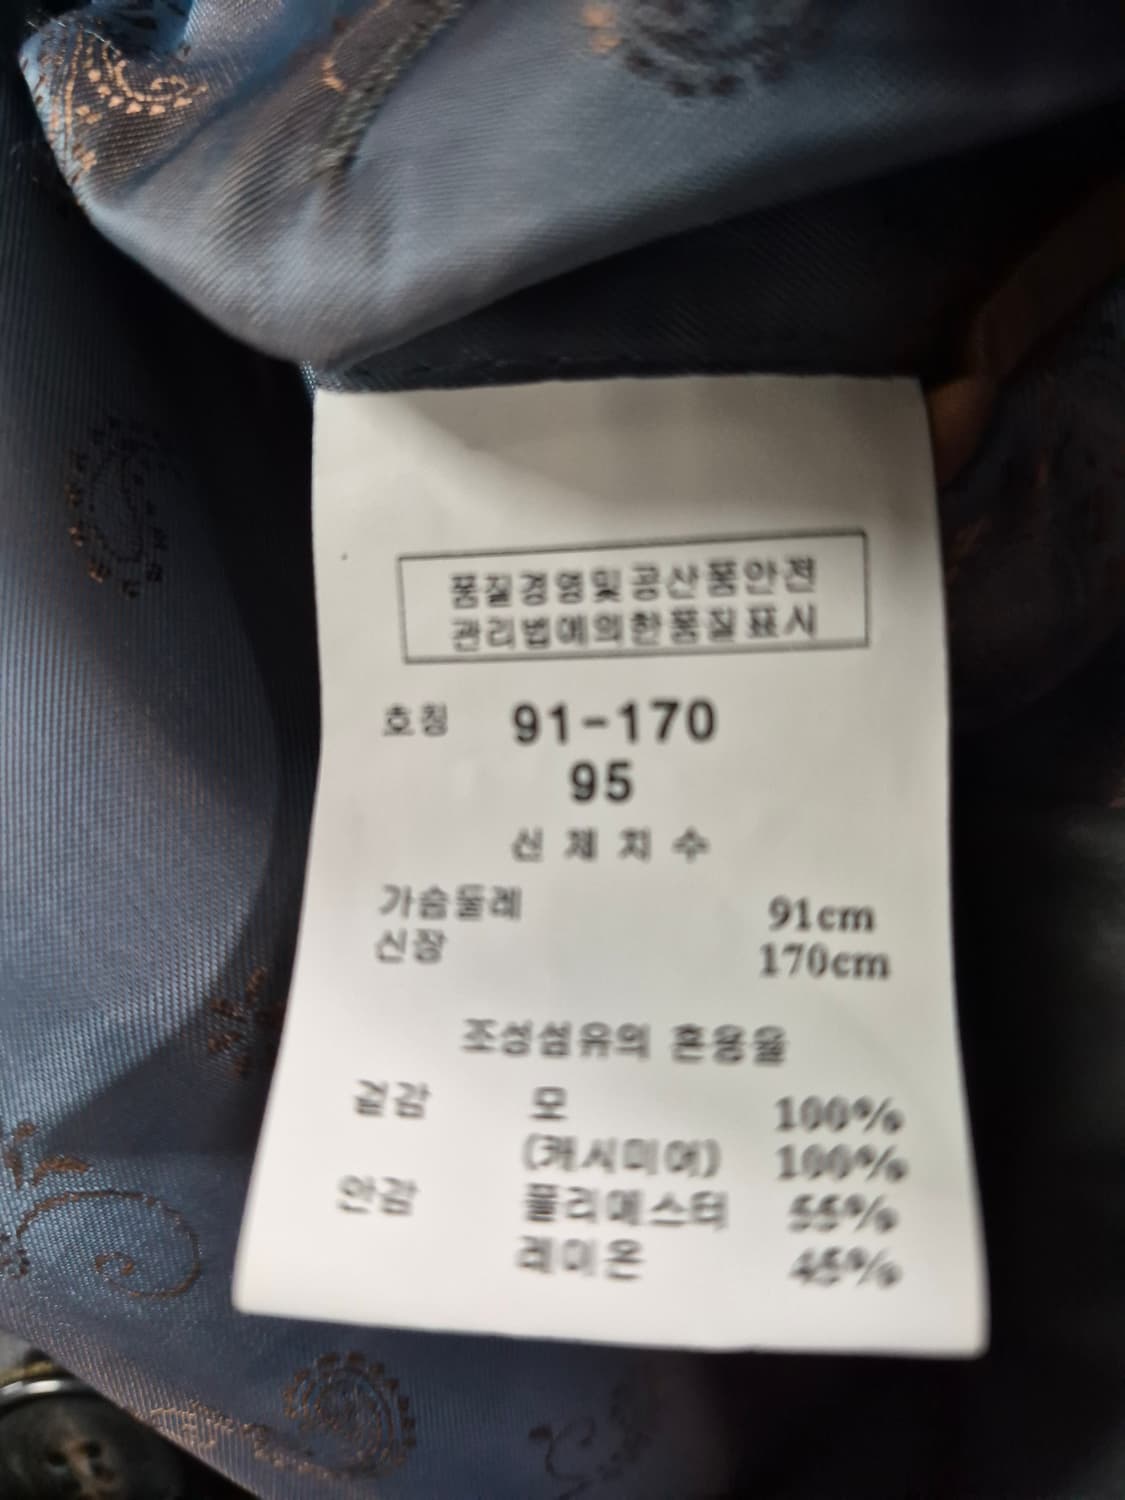 품질경영및공산품안전
관리법에의한품질표시
호칭 91-170
95
신체치수
가슴둘레 91cm
신장 170cm
조성섬유의 혼용율
겉감 모 100%
(캐시미어) 100%
안감 폴리에스터 55%
레이온 45%